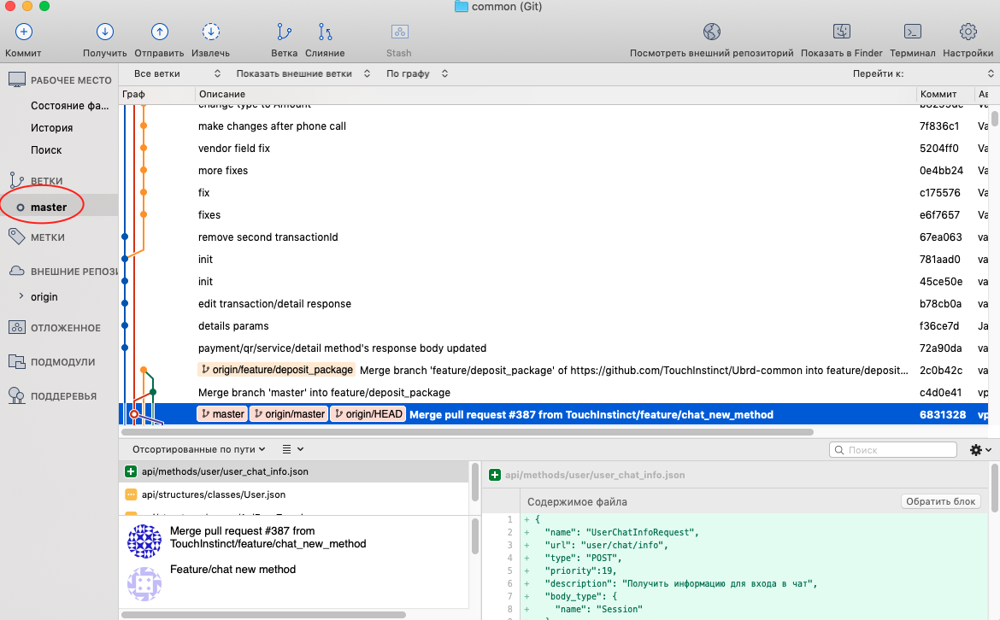 common (Git)
Коммит Получить Отправить Извлечь Ветка Слияние Stash Посмотреть внешний репозиторий Показать в Finder Терминал Настройки
РАБОЧЕЕ МЕСТО
Состояние фа...
История
Поиск
ВЕТКИ
master
МЕТКИ
ВНЕШНИЕ РЕПОЗИ
origin
ОТЛОЖЕННОЕ
ПОДМОДУЛИ
ПОДДЕРЕВЬЯ
Все ветки Показать внешние ветки По графу Перейти к:
Граф Описание Коммит Ав
change type to Amount b8295de Va
make changes after phone call 7f836c1 Va
vendor field fix 5204ff0 Va
more fixes 0e4bb24 Va
fix c175576 Va
fixes e6f7657 Va
remove second transactionId 67ea063 va
init 781aad0 va
init 45ce50e va
edit transaction/detail response b78cb0a va
details params f36ce7d Ja
payment/qr/service/detail method's response body updated 72a90da va
origin/feature/deposit_package Merge branch 'feature/deposit_package' of https://github.com/TouchInstinct/Ubrd-common into feature/deposit... 2c0b42c va
Merge branch 'master' into feature/deposit_package c4d0e41 vp
master origin/master origin/HEAD Merge pull request #387 from TouchInstinct/feature/chat_new_method 6831328 vp
Отсортированные по пути Поиск
api/methods/user/user_chat_info.json
api/structures/classes/User.json
Merge pull request #387 from
TouchInstinct/feature/chat_new_method
Feature/chat new method
api/methods/user/user_chat_info.json
Содержимое файла Обратить блок
1 + {
2 + "name": "UserChatInfoRequest",
3 + "url": "user/chat/info",
4 + "type": "POST",
5 + "priority":19,
6 + "description": "Получить информацию для входа в чат",
7 + "body_type": {
8 + "name": "Session"